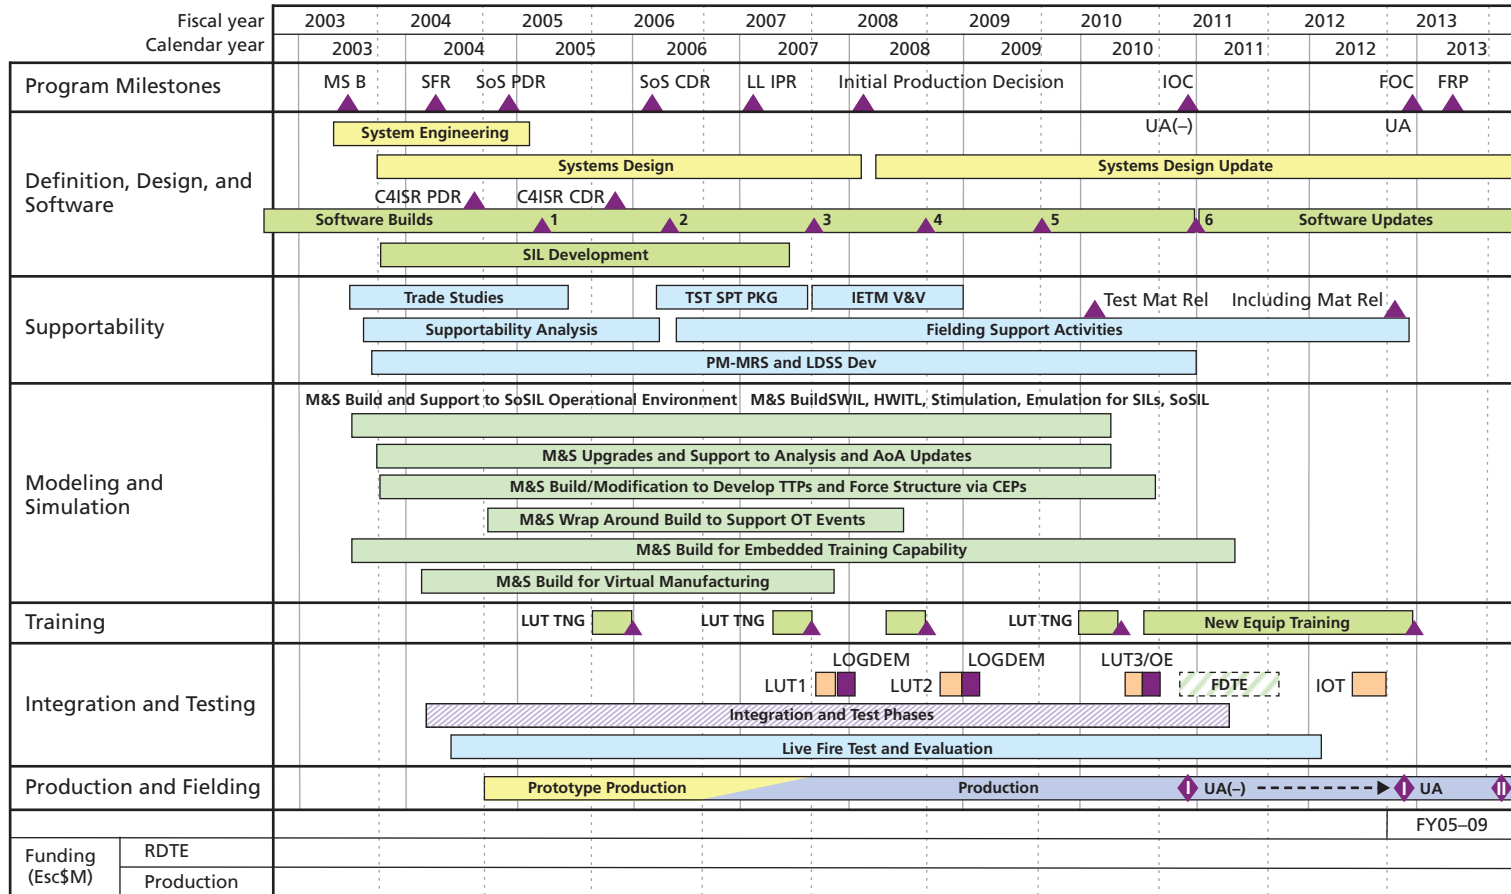 Fiscal year 2003 2004 2005 2006 2007 2008 2009 2010 2011 2012 2013
Calendar year 2003 2004 2005 2006 2007 2008 2009 2010 2011 2012 2013
Program Milestones
MS B SFR SoS PDR SoS CDR LL IPR Initial Production Decision IOC FOC FRP
UA(–) UA
Definition, Design, and
Software
System Engineering
Systems Design Systems Design Update
C4ISR PDR C4ISR CDR
Software Builds 1 2 3 4 5 6 Software Updates
SIL Development
Supportability
Trade Studies TST SPT PKG IETM V&V Test Mat Rel Including Mat Rel
Supportability Analysis Fielding Support Activities
PM-MRS and LDSS Dev
Modeling and
Simulation
M&S Build and Support to SoSIL Operational Environment M&S BuildSWIL, HWITL, Stimulation, Emulation for SILs, SoSIL
M&S Upgrades and Support to Analysis and AoA Updates
M&S Build/Modification to Develop TTPs and Force Structure via CEPs
M&S Wrap Around Build to Support OT Events
M&S Build for Embedded Training Capability
M&S Build for Virtual Manufacturing
Training
LUT TNG LUT TNG LUT TNG New Equip Training
Integration and Testing
LOGDEM LOGDEM LUT3/OE
LUT1 LUT2 FDTE IOT
Integration and Test Phases
Live Fire Test and Evaluation
Production and Fielding
Prototype Production Production I UA(–) I UA II
FY05–09
Funding
(Esc$M)
RDTE
Production